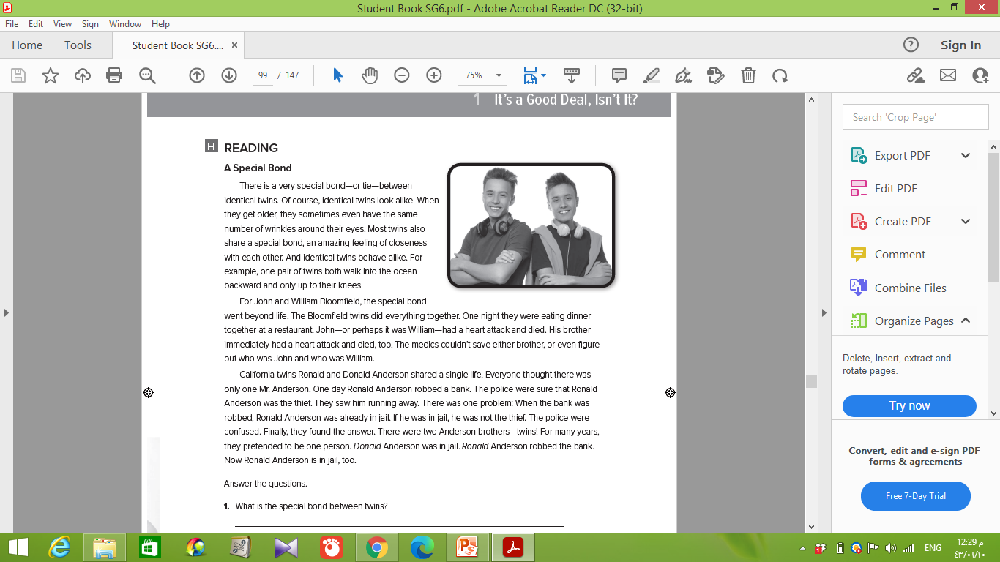 Student Book SG6.pdf - Adobe Acrobat Reader DC (32-bit)
File Edit View Sign Window Help
Home Tools Student Book SG6.... × Sign In
99 / 147 75%
1 It's a Good Deal, Isn't It?
H READING
A Special Bond
There is a very special bond—or tie—between
identical twins. Of course, identical twins look alike. When
they get older, they sometimes even have the same
number of wrinkles around their eyes. Most twins also
share a special bond, an amazing feeling of closeness
with each other. And identical twins behave alike. For
example, one pair of twins both walk into the ocean
backward and only up to their knees.
For John and William Bloomfield, the special bond
went beyond life. The Bloomfield twins did everything together. One night they were eating dinner
together at a restaurant. John—or perhaps it was William—had a heart attack and died. His brother
immediately had a heart attack and died, too. The medics couldn't save either brother, or even figure
out who was John and who was William.
California twins Ronald and Donald Anderson shared a single life. Everyone thought there was
only one Mr. Anderson. One day Ronald Anderson robbed a bank. The police were sure that Ronald
Anderson was the thief. They saw him running away. There was one problem: When the bank was
robbed, Ronald Anderson was already in jail. If he was in jail, he was not the thief. The police were
confused. Finally, they found the answer. There were two Anderson brothers—twins! For many years,
they pretended to be one person. Donald Anderson was in jail. Ronald Anderson robbed the bank.
Now Ronald Anderson is in jail, too.
Answer the questions.
1. What is the special bond between twins?
Search 'Crop Page'
Export PDF
Edit PDF
Create PDF
Comment
Combine Files
Organize Pages
Delete, insert, extract and
rotate pages.
Try now
Convert, edit and e-sign PDF
forms & agreements
Free 7-Day Trial
ENG
12:29 م
٤٣/٠٦/٢٠